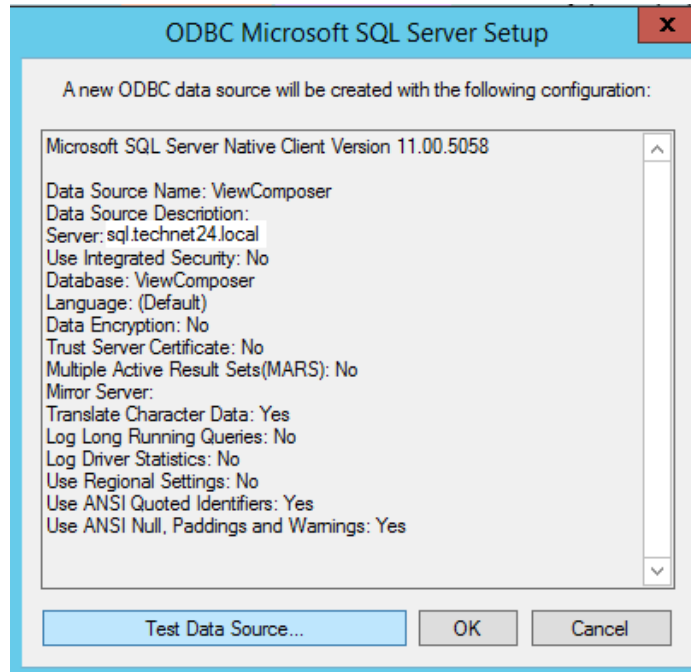 ODBC Microsoft SQL Server Setup
x
A new ODBC data source will be created with the following configuration:
Microsoft SQL Server Native Client Version 11.00.5058
Data Source Name: ViewComposer
Data Source Description:
Server: sql.technet24.local
Use Integrated Security: No
Database: ViewComposer
Language: (Default)
Data Encryption: No
Trust Server Certificate: No
Multiple Active Result Sets(MARS): No
Mirror Server:
Translate Character Data: Yes
Log Long Running Queries: No
Log Driver Statistics: No
Use Regional Settings: No
Use ANSI Quoted Identifiers: Yes
Use ANSI Null, Paddings and Warnings: Yes
Test Data Source... OK Cancel